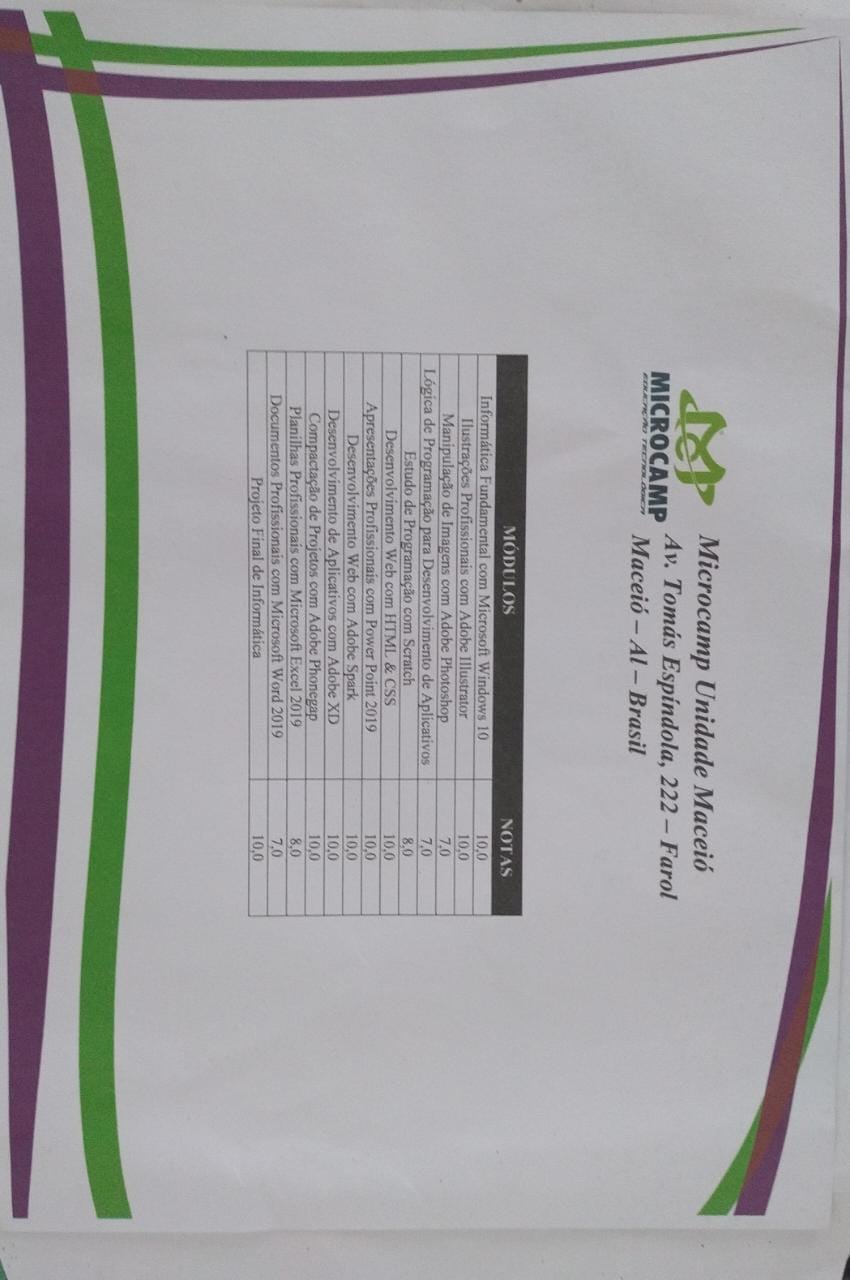 Microcamp Unidade Maceió
Av. Tomás Espíndola, 222 – Farol
Maceió – Al – Brasil
MICROCAMP
EDUCAÇÃO TECNOLÓGICA
MÓDULOS NOTAS
Informática Fundamental com Microsoft Windows 10 10,0
Ilustrações Profissionais com Adobe Illustrator 10,0
Manipulação de Imagens com Adobe Photoshop 7,0
Lógica de Programação para Desenvolvimento de Aplicativos 7,0
Estudo de Programação com Scratch 8,0
Desenvolvimento Web com HTML & CSS 10,0
Apresentações Profissionais com Power Point 2019 10,0
Desenvolvimento Web com Adobe Spark 10,0
Desenvolvimento de Aplicativos com Adobe XD 10,0
Compactação de Projetos com Adobe Phonegap 10,0
Planilhas Profissionais com Microsoft Excel 2019 8,0
Documentos Profissionais com Microsoft Word 2019 7,0
Projeto Final de Informática 10,0